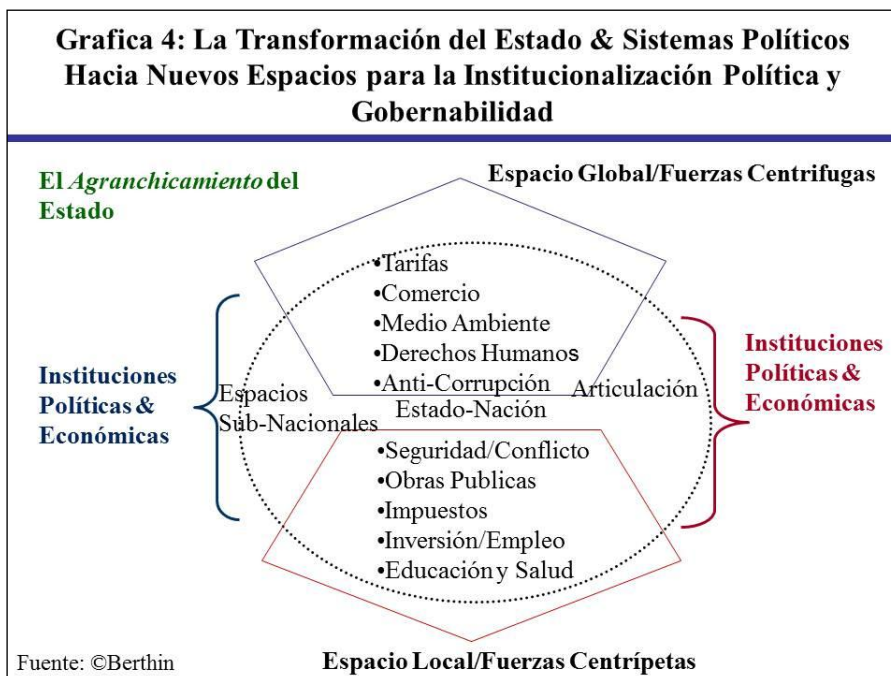 Grafica 4: La Transformación del Estado & Sistemas Políticos
Hacia Nuevos Espacios para la Institucionalización Política y
Gobernabilidad
El Agranchicamiento del
Estado
Espacio Global/Fuerzas Centrifugas
•Tarifas
•Comercio
•Medio Ambiente
•Derechos Humanos
•Anti-Corrupción
Instituciones
Políticas &
Económicas
Espacios
Sub-Nacionales
Estado-Nación
Articulación
Instituciones
Políticas &
Económicas
•Seguridad/Conflicto
•Obras Publicas
•Impuestos
•Inversión/Empleo
•Educación y Salud
Fuente: ©Berthin
Espacio Local/Fuerzas Centrípetas